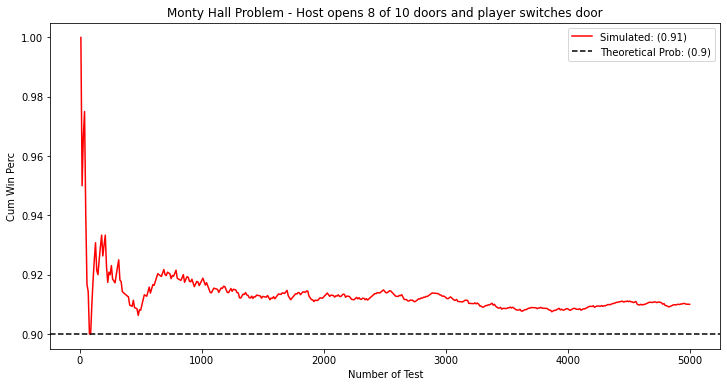 Monty Hall Problem - Host opens 8 of 10 doors and player switches door
Simulated: (0.91)
Theoretical Prob: (0.9)
Cum Win Perc
1.00
0.98
0.96
0.94
0.92
0.90
0
1000
2000
3000
4000
5000
Number of Test